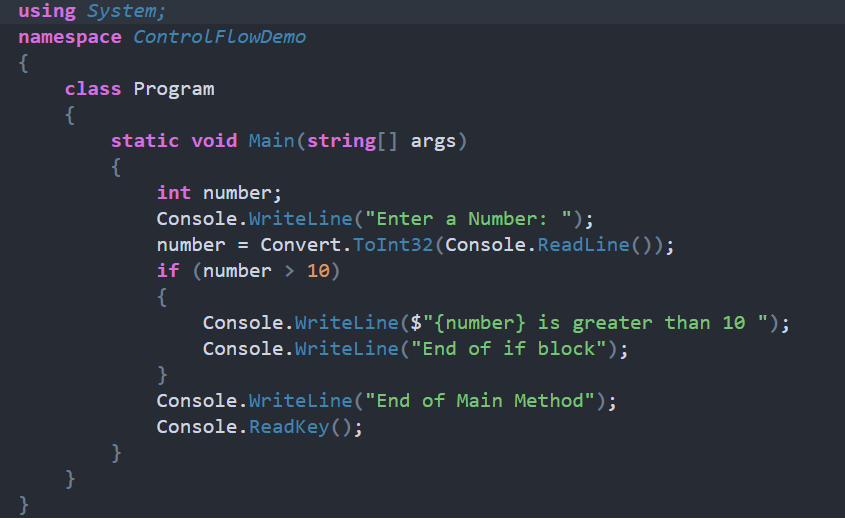 using System;
namespace ControlFlowDemo
{
    class Program
    {
        static void Main(string[] args)
        {
            int number;
            Console.WriteLine("Enter a Number: ");
            number = Convert.ToInt32(Console.ReadLine());
            if (number > 10)
            {
                Console.WriteLine($"{number} is greater than 10 ");
                Console.WriteLine("End of if block");
            }
            Console.WriteLine("End of Main Method");
            Console.ReadKey();
        }
    }
}